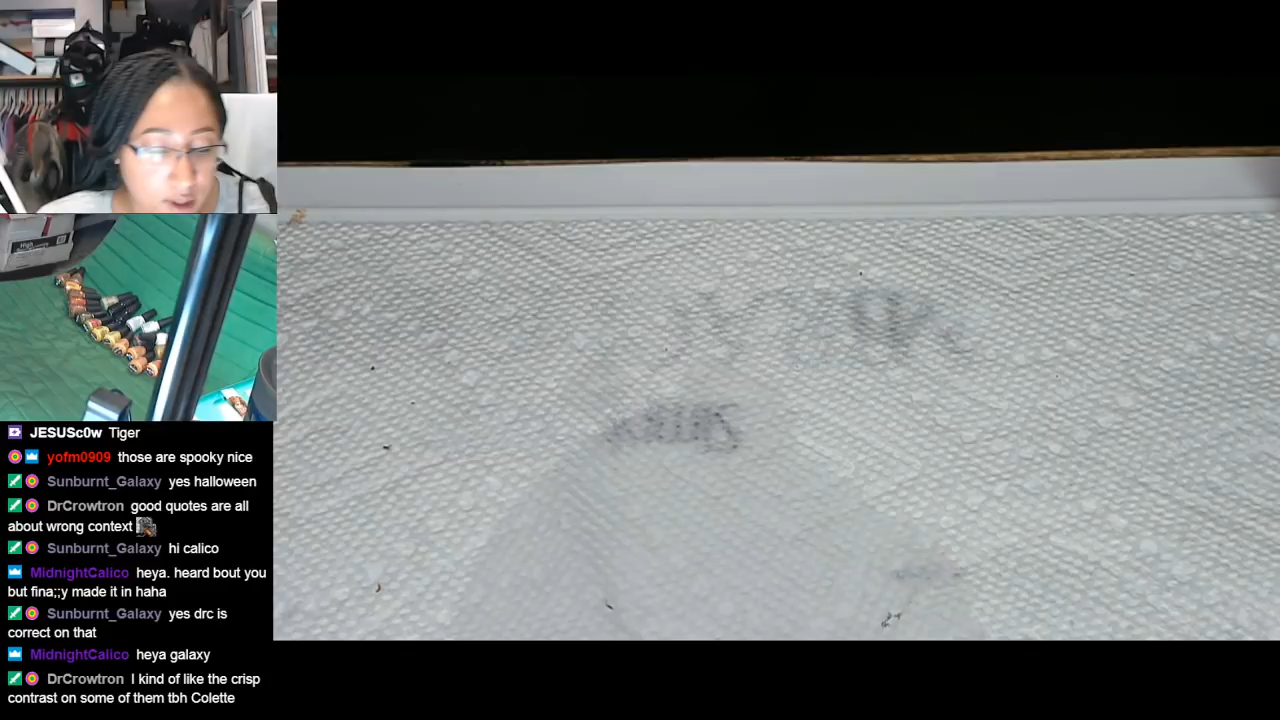 JESUSc0w Tiger
yofm0909 those are spooky nice
Sunburnt_Galaxy yes halloween
DrCrowtron good quotes are all
about wrong context
Sunburnt_Galaxy hi calico
MidnightCalico heya. heard bout you
but fina;;y made it in haha
Sunburnt_Galaxy yes drc is
correct on that
MidnightCalico heya galaxy
DrCrowtron I kind of like the crisp
contrast on some of them tbh Colette